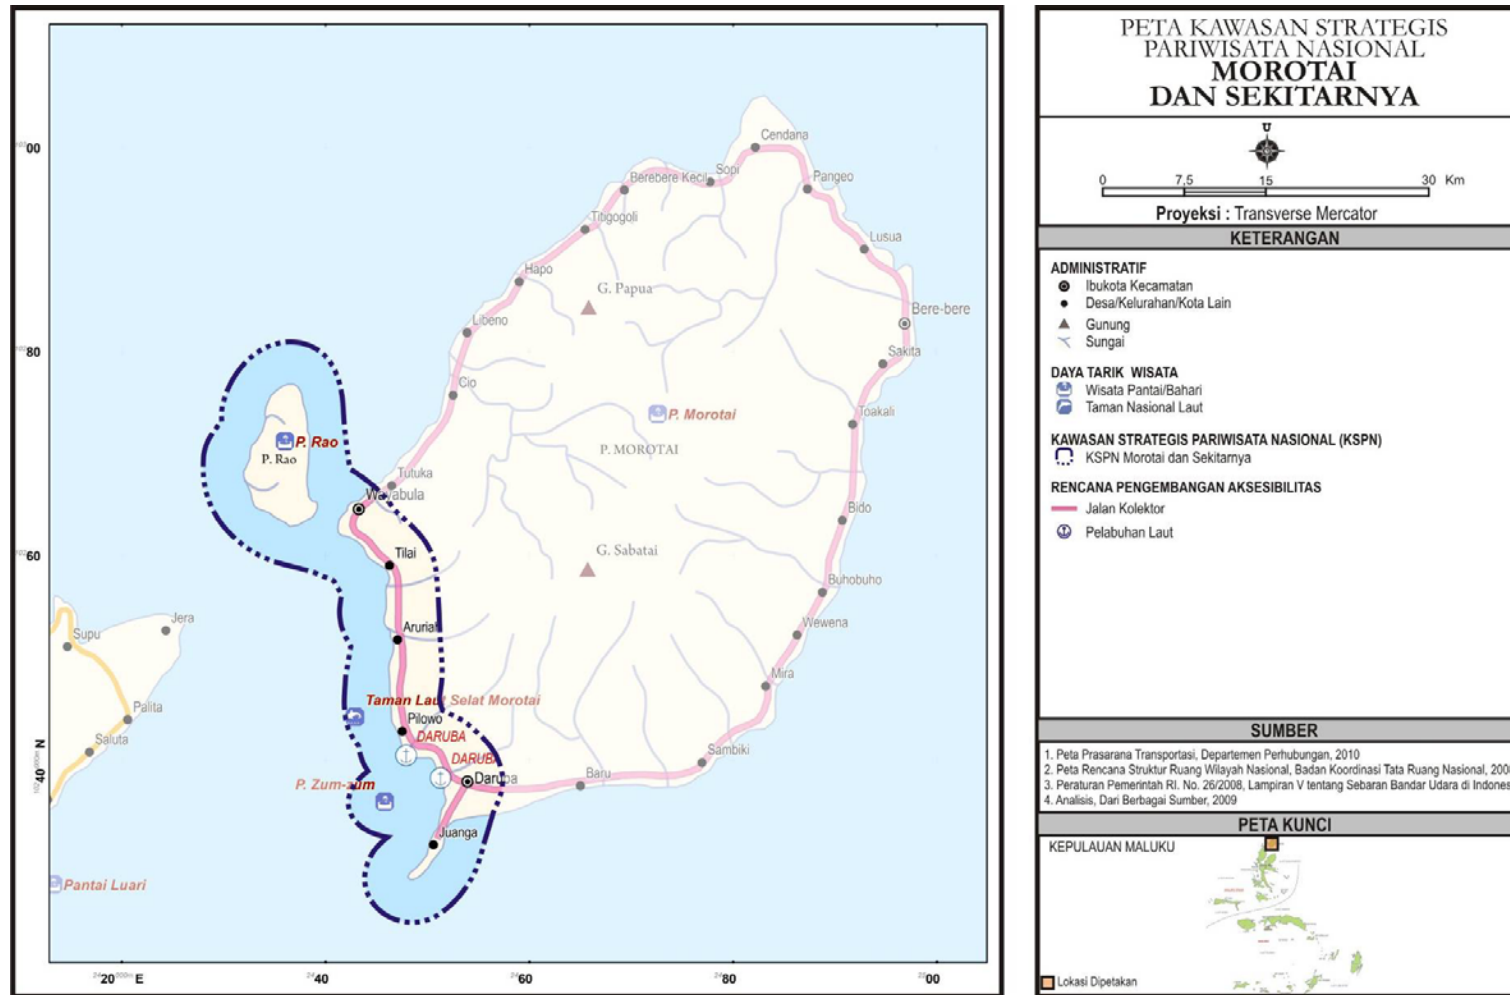 PETA KAWASAN STRATEGIS
PARIWISATA NASIONAL
MOROTAI
DAN SEKITARNYA
U
0 7,5 15 30 Km
Proyeksi : Transverse Mercator
KETERANGAN
ADMINISTRATIF
Ibukota Kecamatan
Desa/Kelurahan/Kota Lain
Gunung
Sungai
DAYA TARIK WISATA
Wisata Pantai/Bahari
Taman Nasional Laut
KAWASAN STRATEGIS PARIWISATA NASIONAL (KSPN)
KSPN Morotai dan Sekitarnya
RENCANA PENGEMBANGAN AKSESIBILITAS
Jalan Kolektor
Pelabuhan Laut
SUMBER
1. Peta Prasarana Transportasi, Departemen Perhubungan, 2010
2. Peta Rencana Struktur Ruang Wilayah Nasional, Badan Koordinasi Tata Ruang Nasional, 200
3. Peraturan Pemerintah RI. No. 26/2008, Lampiran V tentang Sebaran Bandar Udara di Indones
4. Analisis, Dari Berbagai Sumber, 2009
PETA KUNCI
KEPULAUAN MALUKU
Lokasi Dipetakan
Cendana
Sopi
Berebere Kecil
Pangeo
Titigogoli
Lusua
Hapo
G. Papua
Bere-bere
Libeno
Sakita
Cio
P. Morotai
Toakali
P. Rao
P. Rao
P. MOROTAI
Tutuka
Wayabula
Bido
Tilai
G. Sabatai
Buhobuho
Jera
Supu
Aruriah
Wewena
Mira
Taman Laut Selat Morotai
Palita
Pilowo
DARUBA
Saluta
DARUBA
Sambiki
Daruba
Baru
P. Zum-zum
Juanga
Pantai Luari
00
80
60
40
N
20
E
40
60
80
00